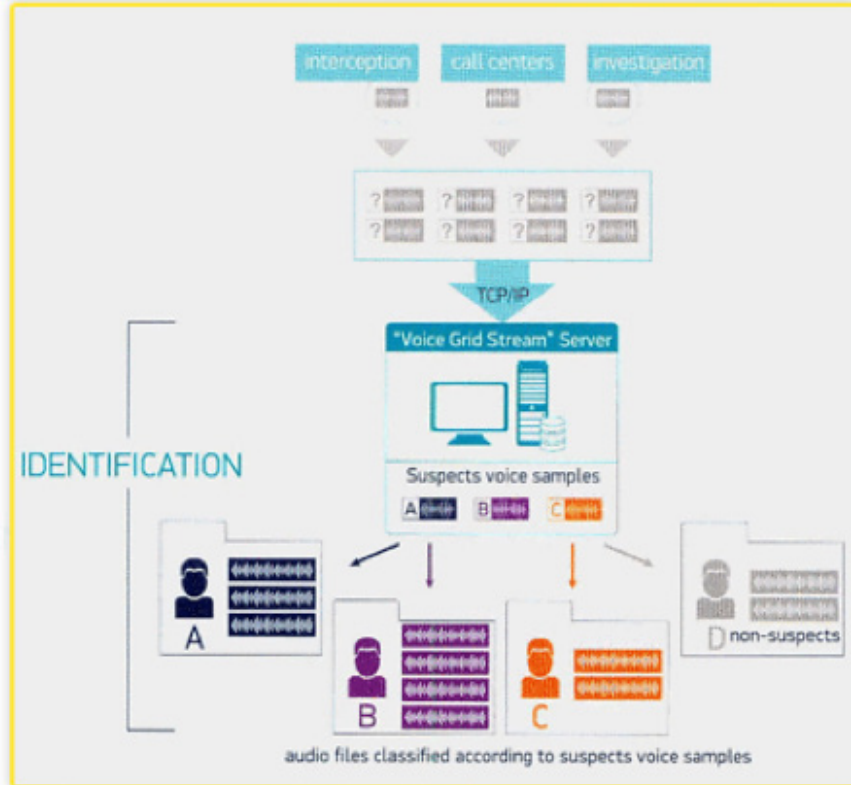 interception call centers investigation
? ? ? ?
? ? ? ?
TCP/IP
"Voice Grid Stream" Server
IDENTIFICATION
Suspects voice samples
A B C
A
B
C
D non-suspects
audio files classified according to suspects voice samples